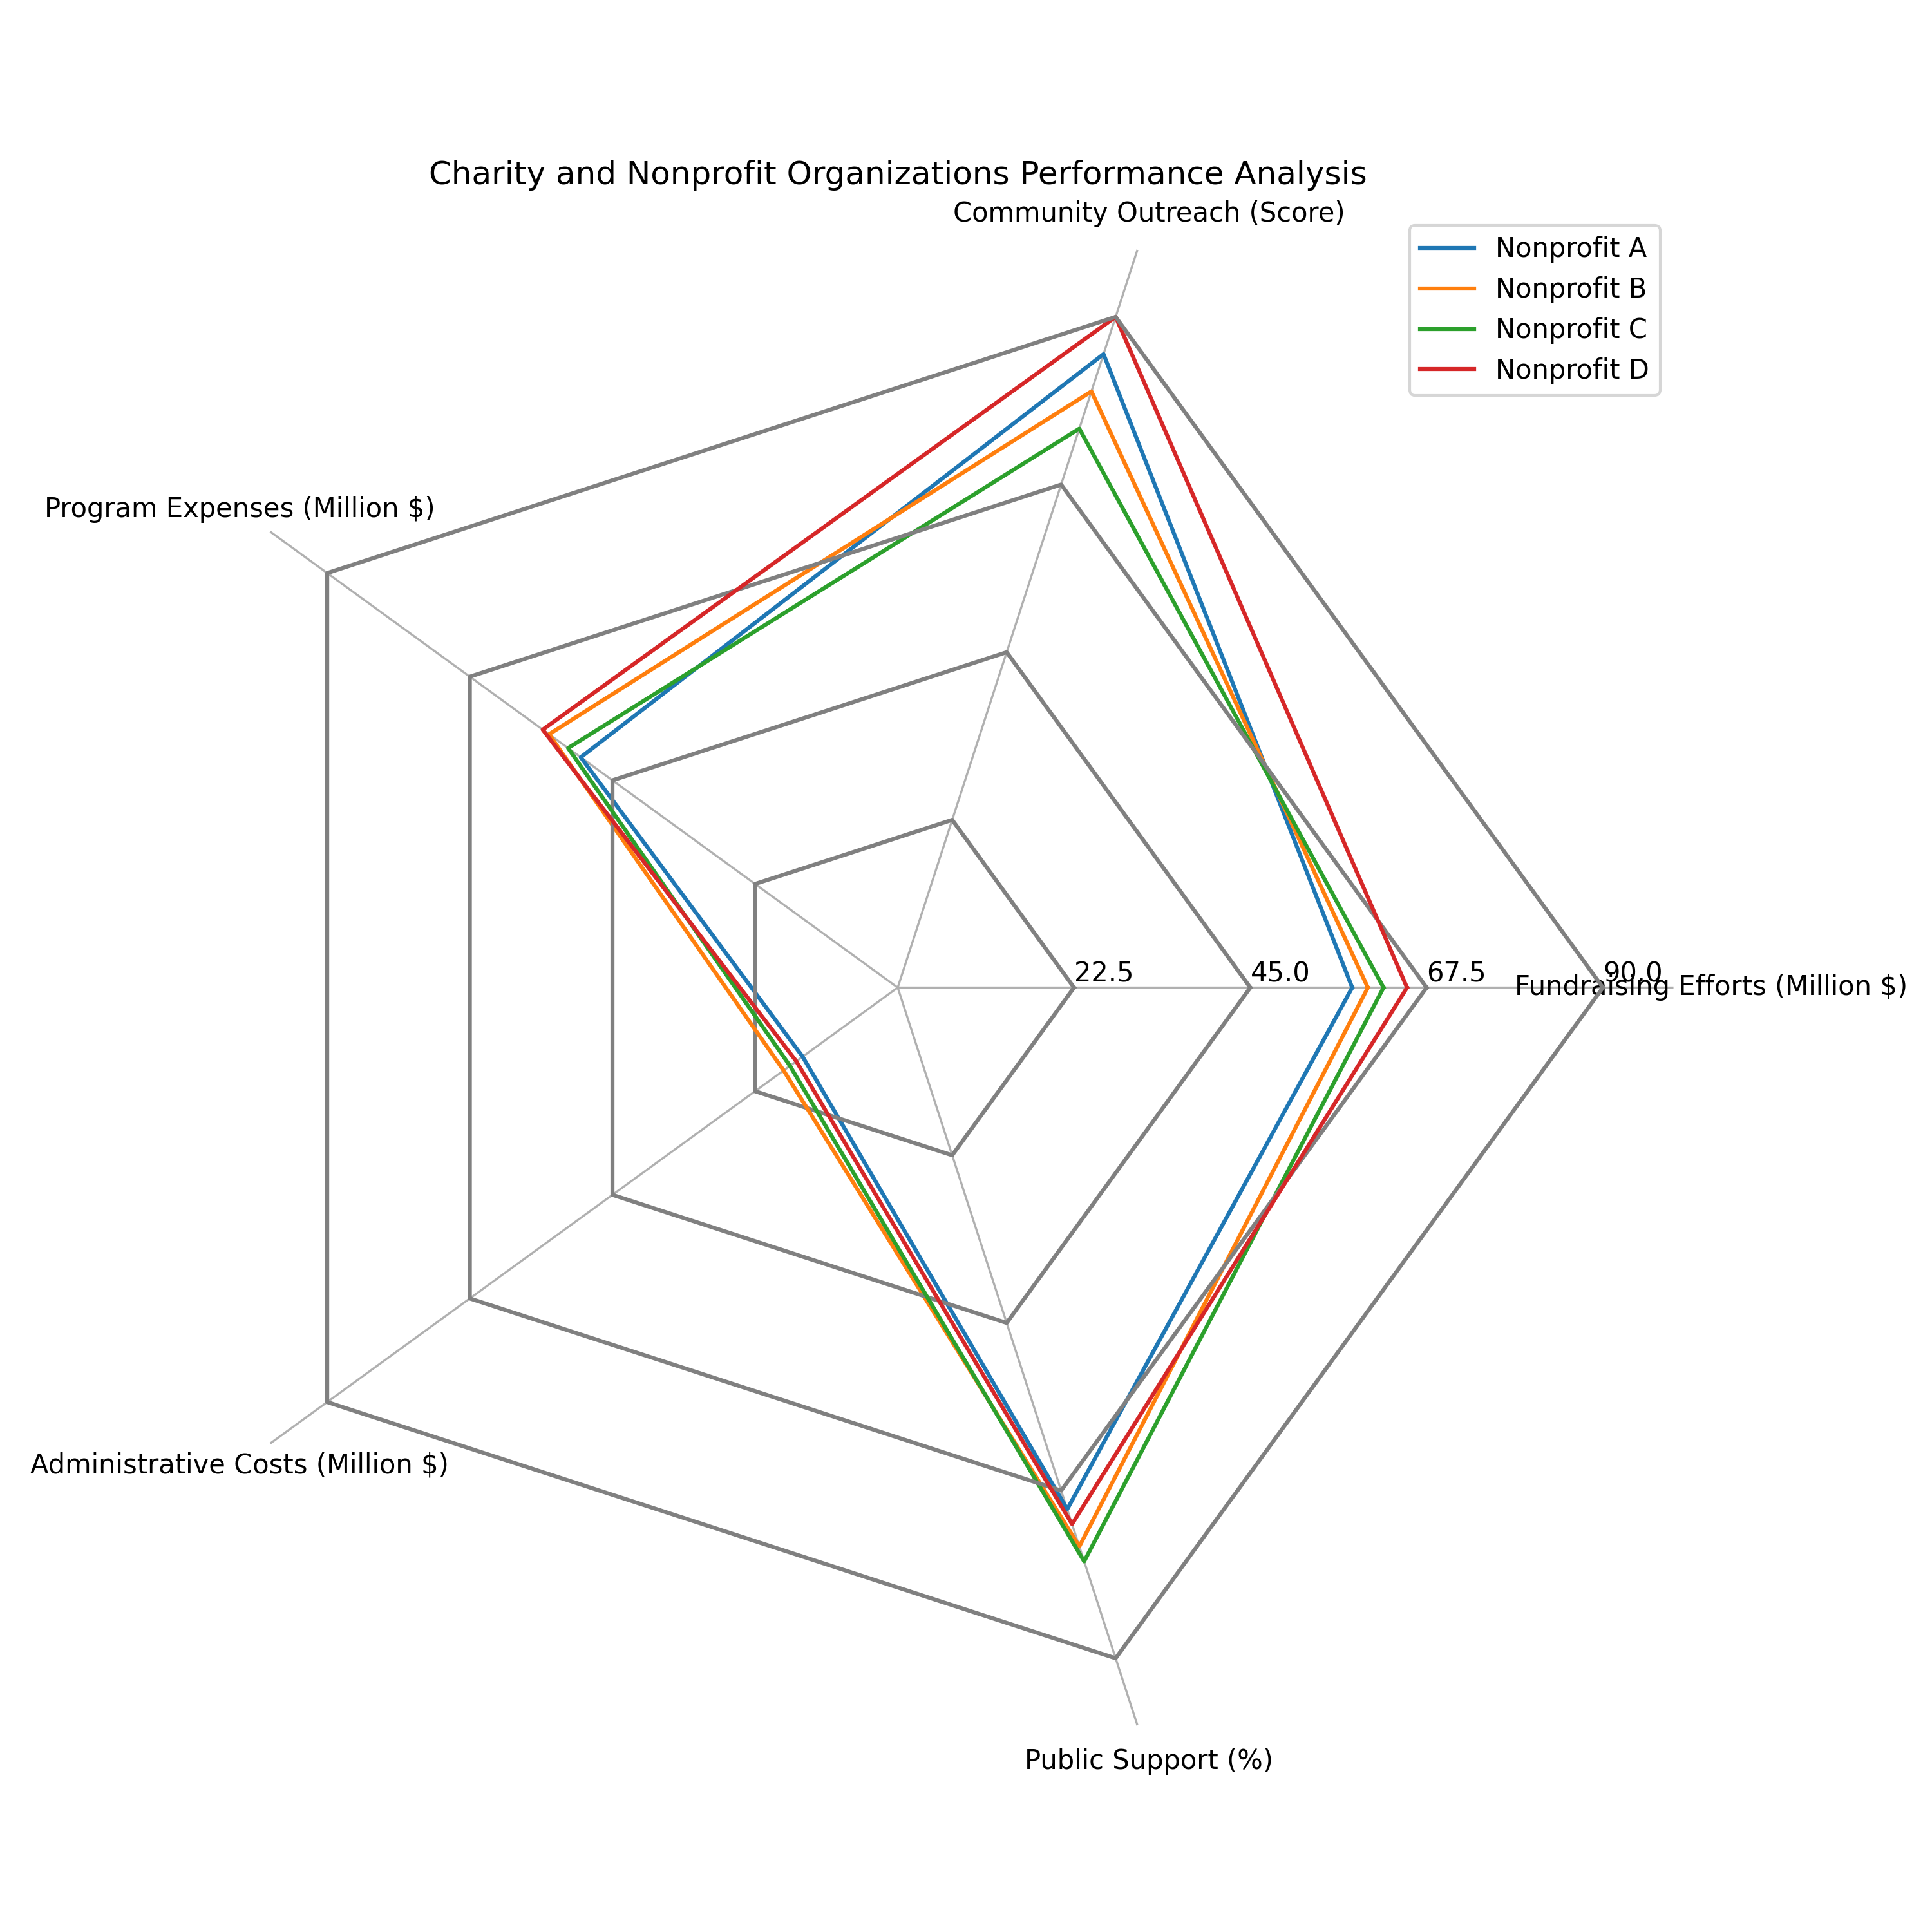 Charity and Nonprofit Organizations Performance Analysis
Community Outreach (Score)
Nonprofit A
Nonprofit B
Nonprofit C
Nonprofit D
Program Expenses (Million $)
22.5
45.0
67.5
90.0
Fundraising Efforts (Million $)
Administrative Costs (Million $)
Public Support (%)